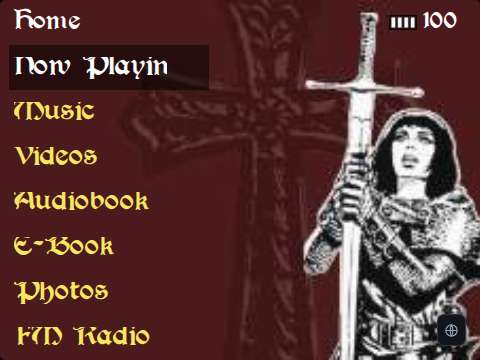 Home 100
Now Playin
Music
Videos
Audiobook
E-Book
Photos
FM Radio